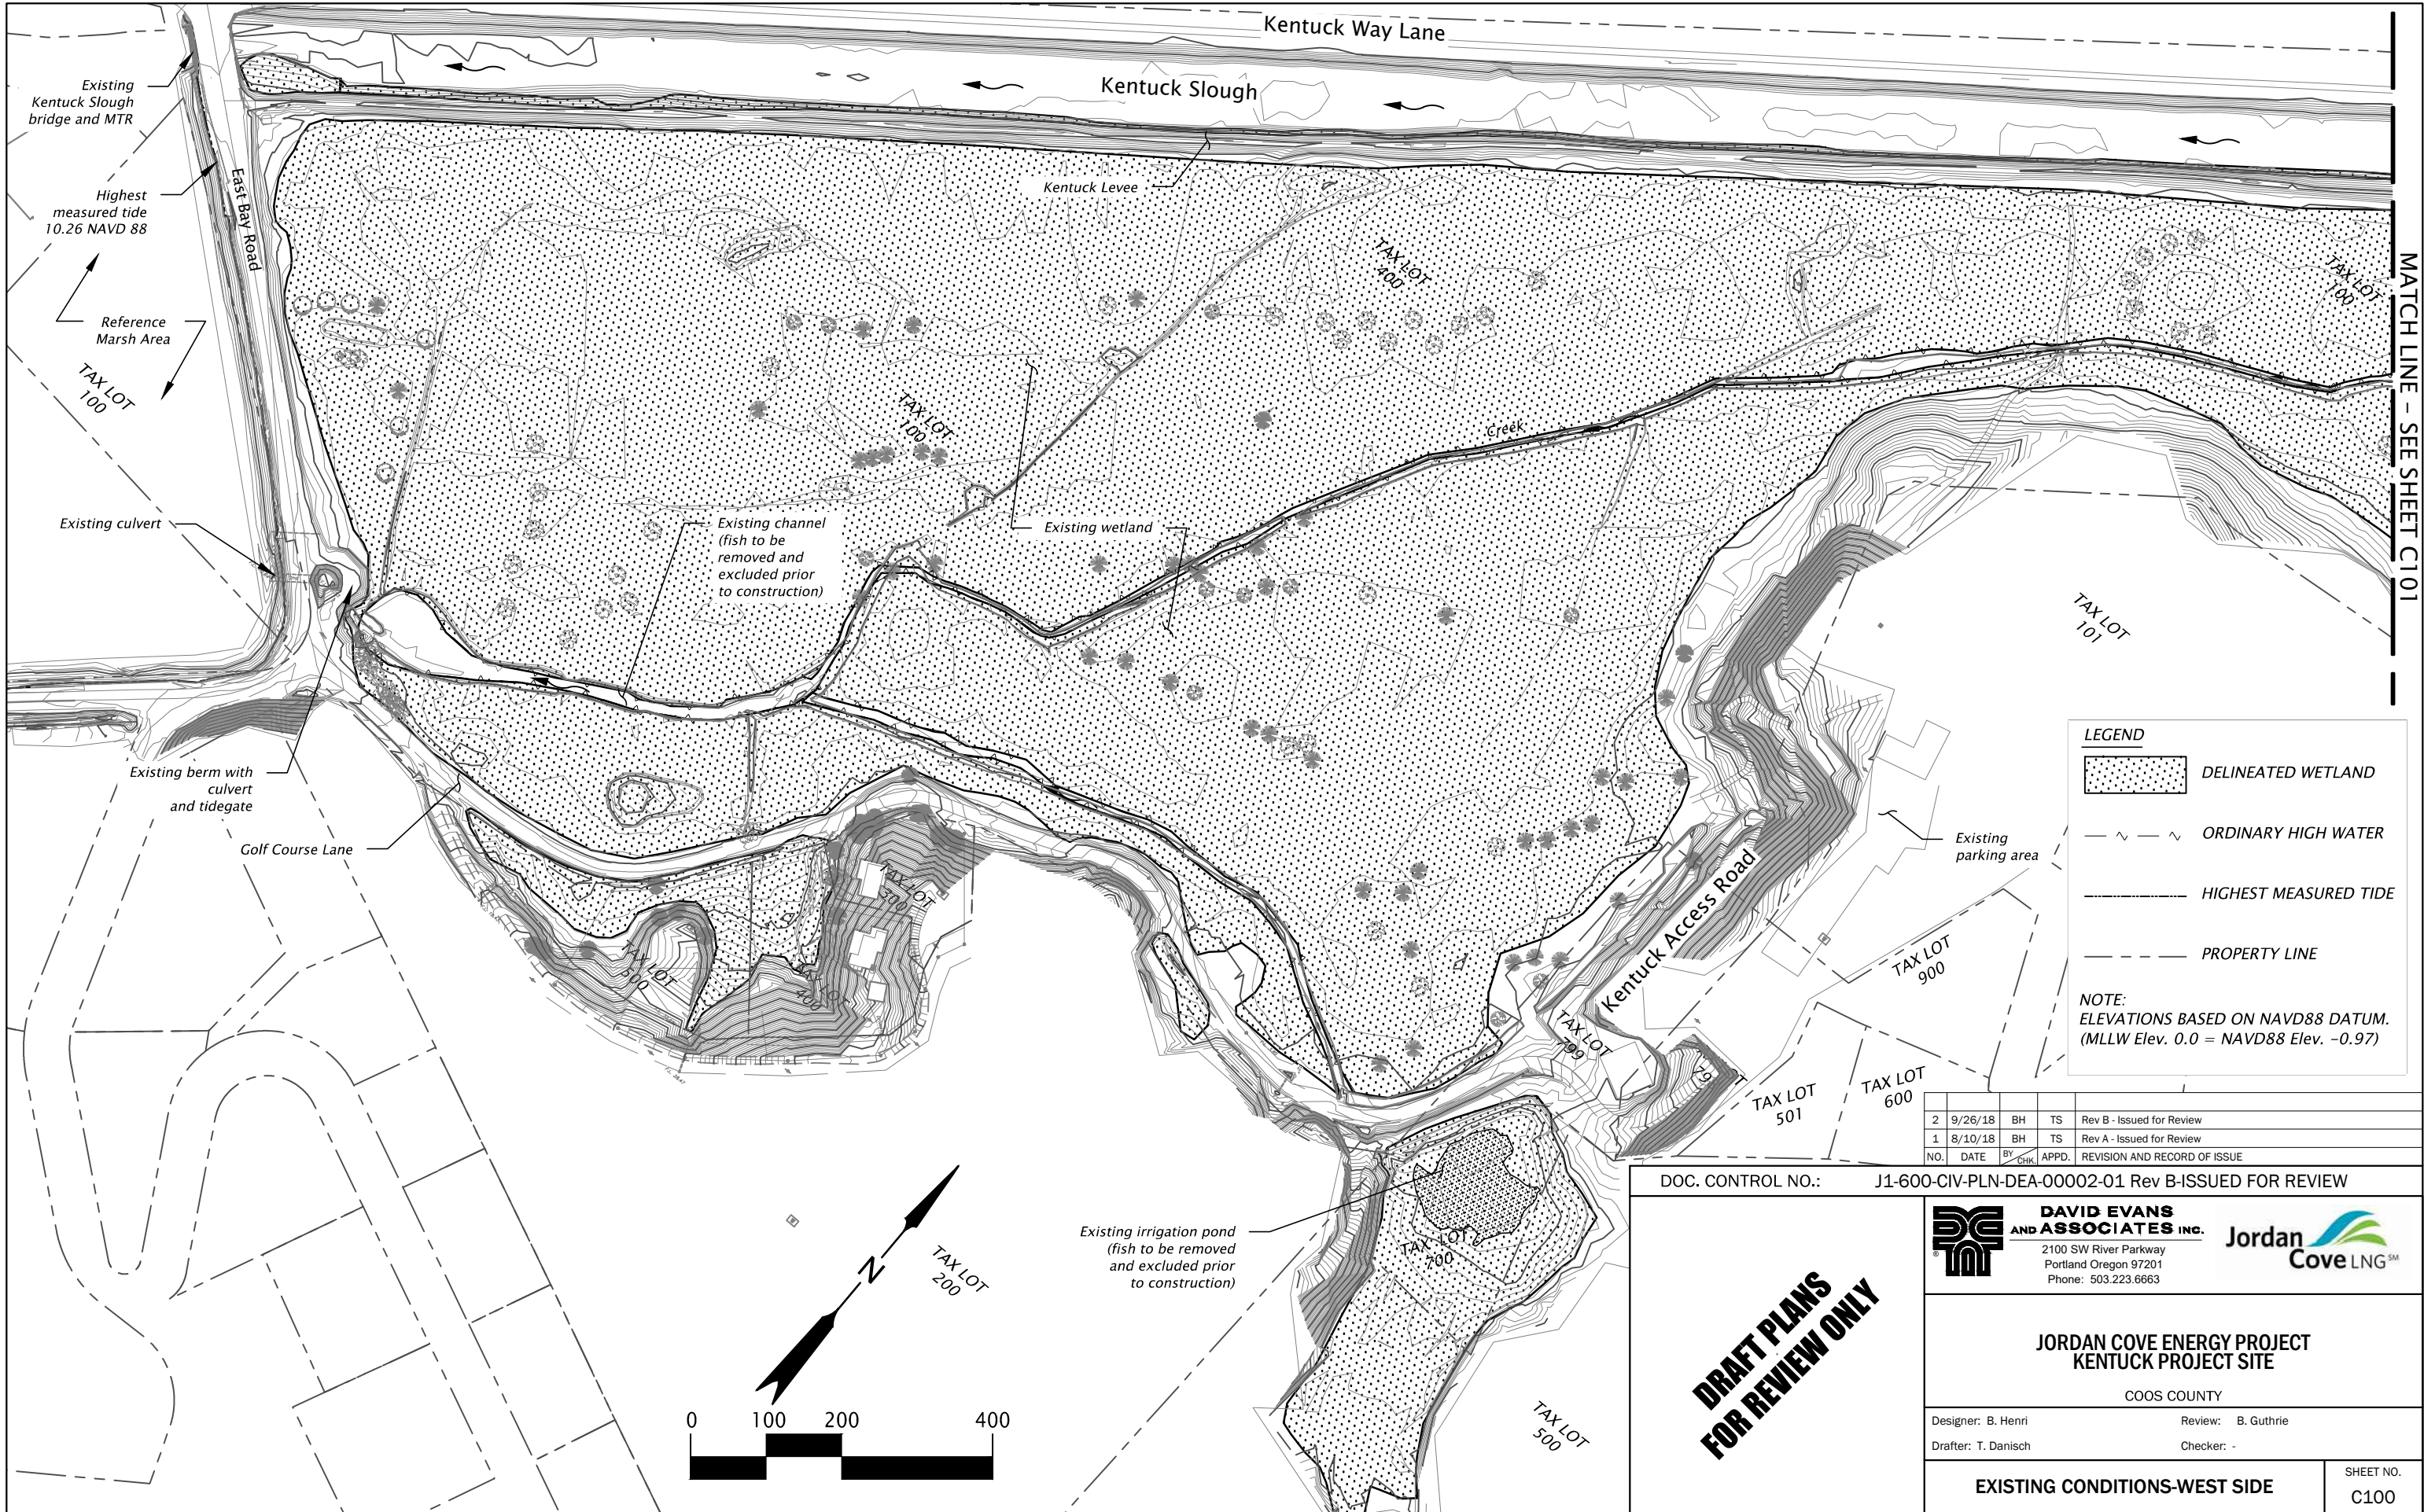 Kentuck Way Lane
Kentuck Slough
Existing
Kentuck Slough
bridge and MTR
Highest
measured tide
10.26 NAVD 88
East Bay Road
Kentuck Levee
Reference
Marsh Area
TAX LOT
100
TAX LOT
400
TAX LOT
100
TAX LOT
100
MATCH LINE - SEE SHEET C101
Creek
Existing culvert
Existing channel
(fish to be
removed and
excluded prior
to construction)
Existing wetland
TAX LOT
101
Existing berm with
culvert
and tidegate
Golf Course Lane
TAX LOT
300
TAX LOT
500
LOT
400
Existing
parking area
Kentuck Access Road
TAX LOT
900
TAX LOT
799
TAX LOT
501
TAX LOT
600
LEGEND
DELINEATED WETLAND
ORDINARY HIGH WATER
HIGHEST MEASURED TIDE
PROPERTY LINE
NOTE:
ELEVATIONS BASED ON NAVD88 DATUM.
(MLLW Elev. 0.0 = NAVD88 Elev. -0.97)
Existing irrigation pond
(fish to be removed
and excluded prior
to construction)
TAX LOT
700
TAX LOT
200
TAX LOT
500
N
0 100 200 400
2 9/26/18 BH TS Rev B - Issued for Review
1 8/10/18 BH TS Rev A - Issued for Review
NO. DATE BY CHK. APPD. REVISION AND RECORD OF ISSUE
DOC. CONTROL NO.: J1-600-CIV-PLN-DEA-00002-01 Rev B-ISSUED FOR REVIEW
DRAFT PLANS
FOR REVIEW ONLY
DAVID EVANS
AND ASSOCIATES INC.
2100 SW River Parkway
Portland Oregon 97201
Phone: 503.223.6663
Jordan
Cove LNG SM
JORDAN COVE ENERGY PROJECT
KENTUCK PROJECT SITE
COOS COUNTY
Designer: B. Henri
Review: B. Guthrie
Drafter: T. Danisch
Checker: -
EXISTING CONDITIONS-WEST SIDE
SHEET NO.
C100